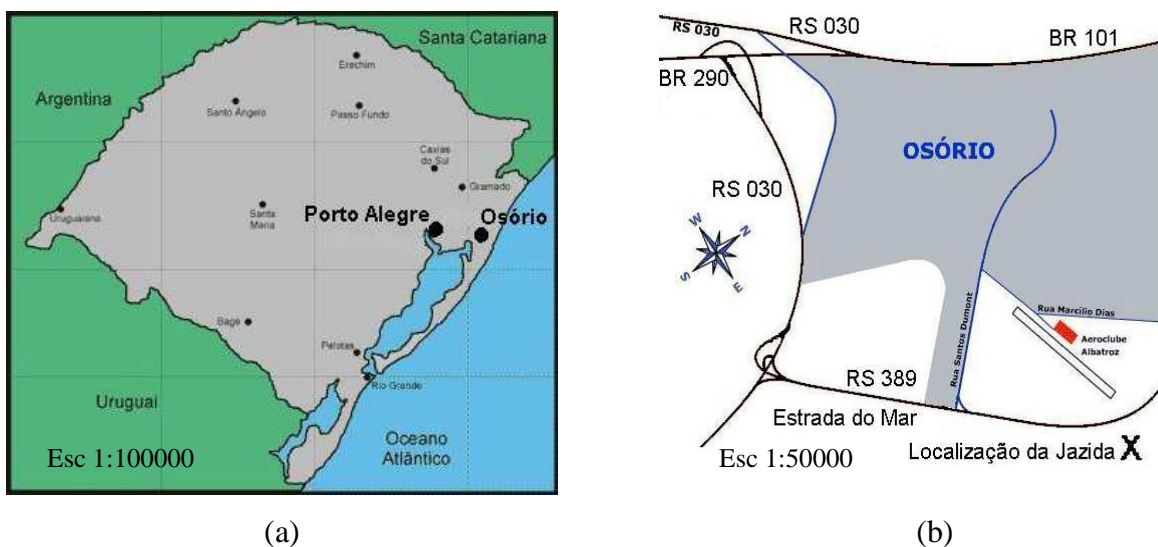 Santa Catariana
Erechim
Argentina
Santo Ângelo
Passo Fundo
Caxias
do Sul
Gramado
Uruguaiana
Santa
Maria
Porto Alegre
Osório
Bagé
Pelotas
Rio Grande
Uruguai
Oceano
Atlântico
Esc 1:100000
(a)
RS 030
RS 030
BR 101
BR 290
OSÓRIO
RS 030
W
N
S
E
Rua Marcílio Dias
Rua Santos Dumont
Aeroclube
Albatroz
RS 389
Estrada do Mar
Esc 1:50000
Localização da Jazida X
(b)